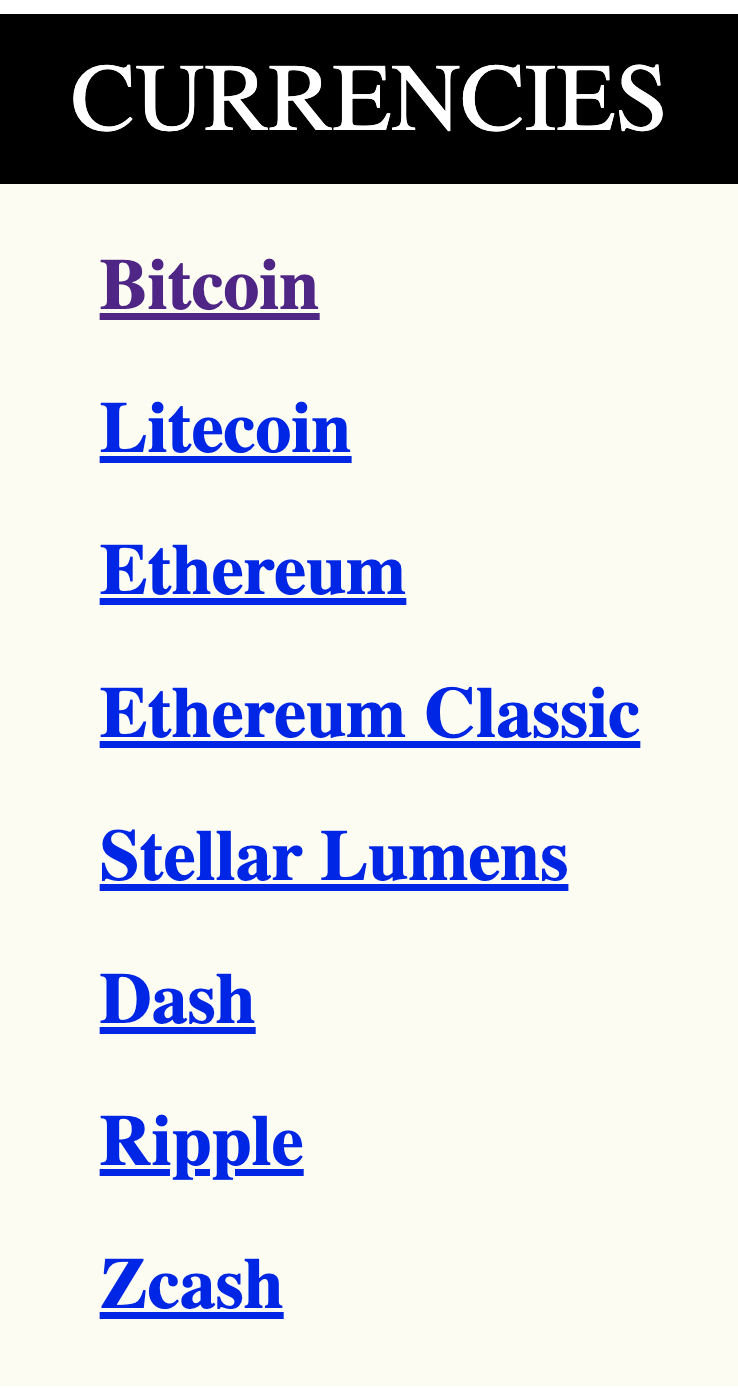 CURRENCIES
Bitcoin
Litecoin
Ethereum
Ethereum Classic
Stellar Lumens
Dash
Ripple
Zcash